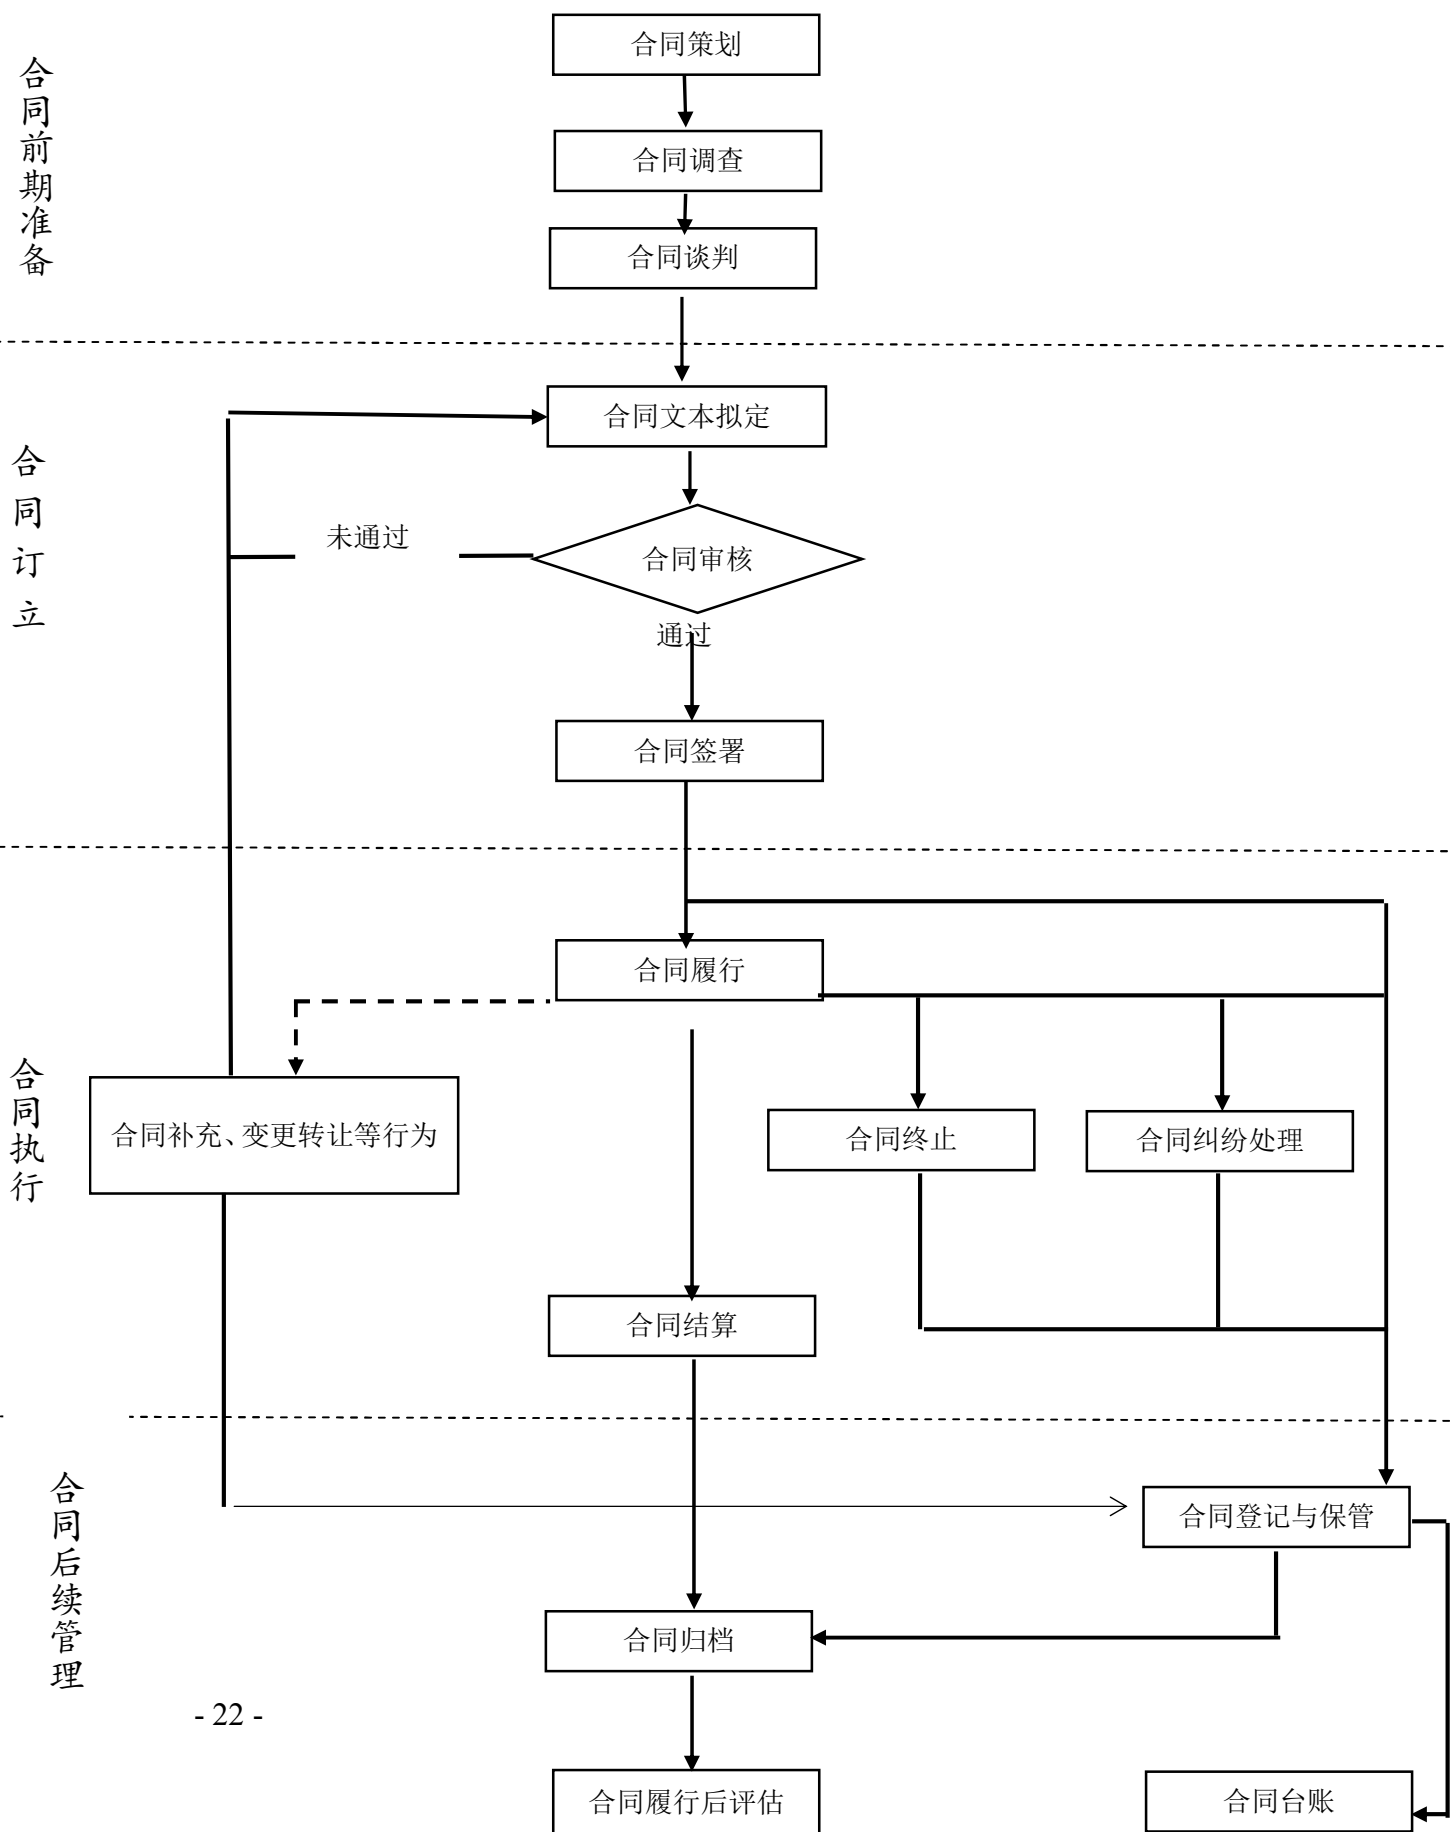 合同策划
合同前期准备
合同调查
合同谈判
合同文本拟定
合同订立
未通过
合同审核
通过
合同签署
合同履行
合同执行
合同补充、变更转让等行为
合同终止
合同纠纷处理
合同结算
合同后续管理
合同登记与保管
合同归档
- 22 -
合同履行后评估
合同台账